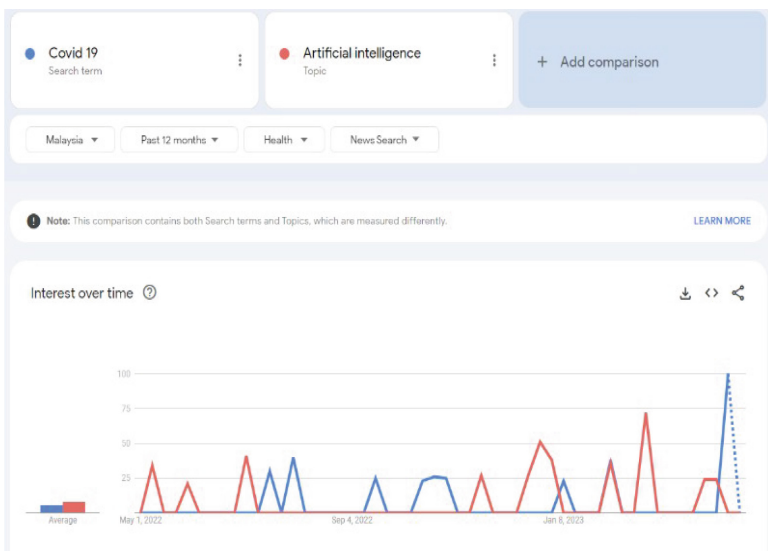 Covid 19
Search term
Artificial intelligence
Topic
+ Add comparison
Malaysia
Past 12 months
Health
News Search
Note: This comparison contains both Search terms and Topics, which are measured differently.
LEARN MORE
Interest over time
100
75
50
25
Average
May 1, 2022
Sep 4, 2022
Jan 8, 2023